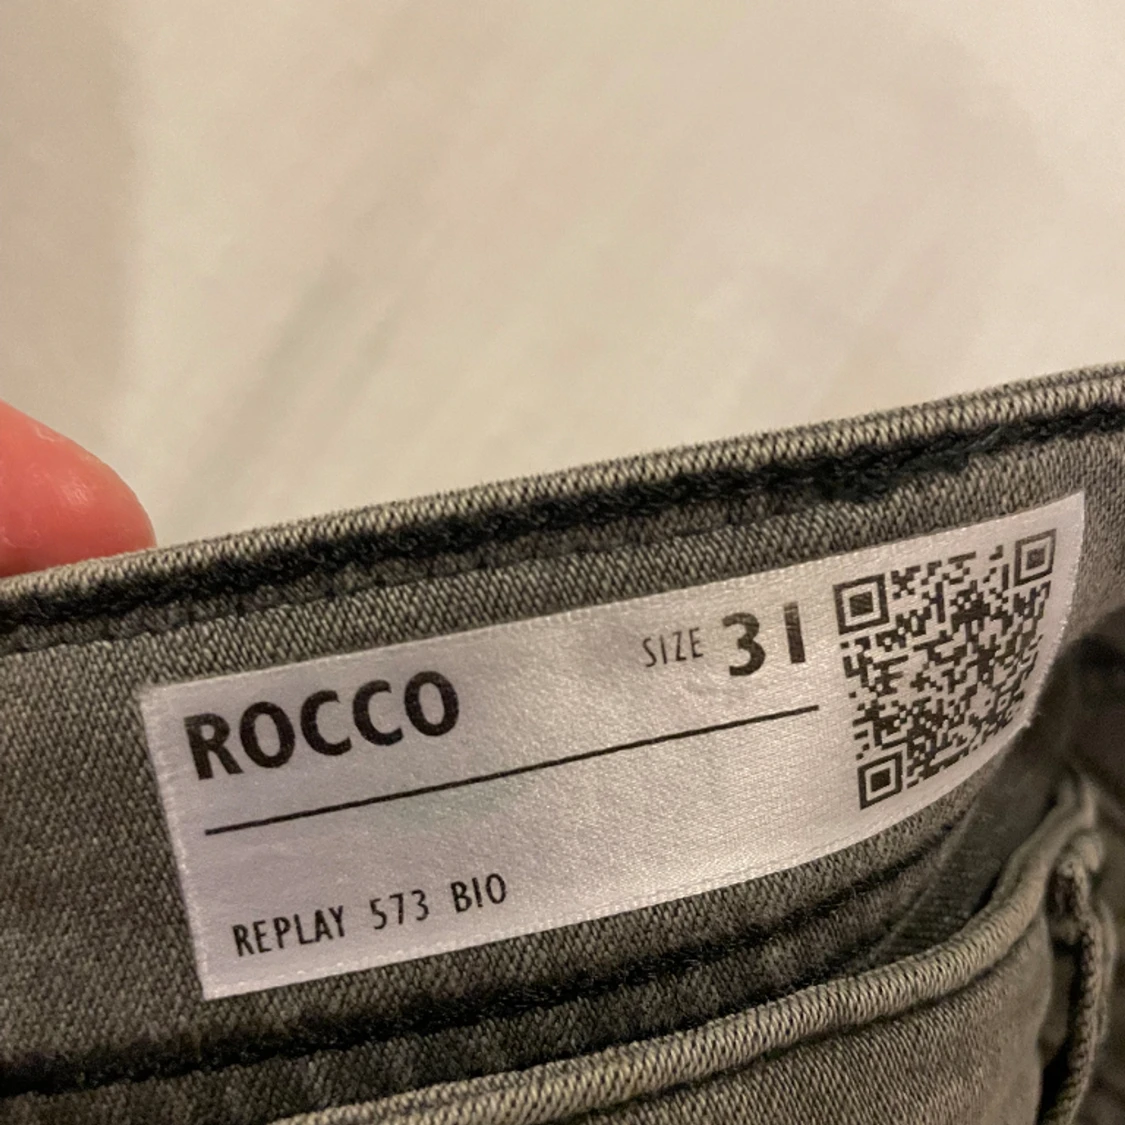 ROCCO SIZE 31
REPLAY 573 BIO